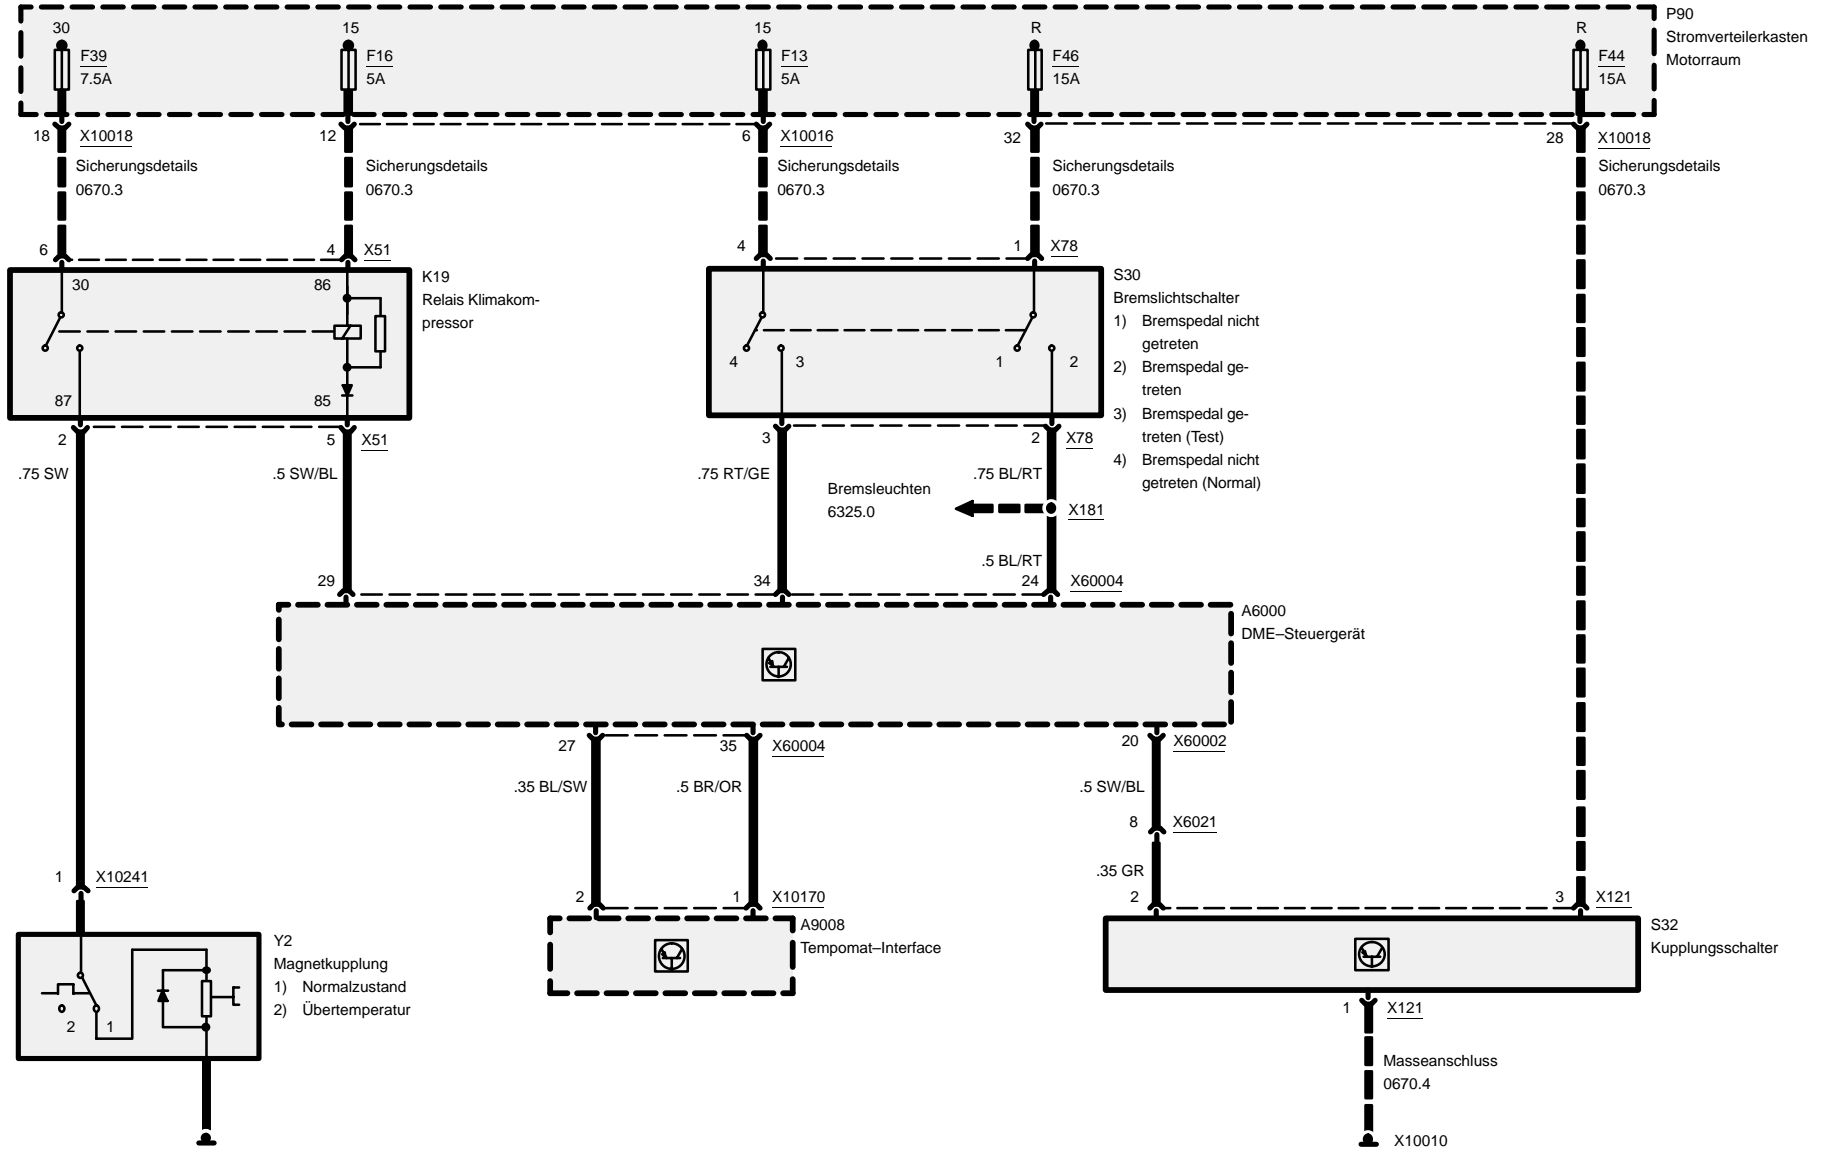 P90
Stromverteilerkasten
Motorraum
30
F39
7.5A
15
F16
5A
15
F13
5A
R
F46
15A
R
F44
15A
18
X10018
12
6
X10016
32
28
X10018
Sicherungsdetails
0670.3
Sicherungsdetails
0670.3
Sicherungsdetails
0670.3
Sicherungsdetails
0670.3
Sicherungsdetails
0670.3
6
4
X51
4
1
X78
30
86
87
85
K19
Relais Klimakom-
pressor
4
3
1
2
S30
Bremslichtschalter
1) Bremspedal nicht
getreten
2) Bremspedal ge-
treten
3) Bremspedal ge-
treten (Test)
4) Bremspedal nicht
getreten (Normal)
2
5
X51
3
2
X78
.75 SW
.5 SW/BL
.75 RT/GE
.75 BL/RT
Bremsleuchten
6325.0
X181
.5 BL/RT
29
34
24
X60004
A6000
DME–Steuergerät
27
35
X60004
20
X60002
.35 BL/SW
.5 BR/OR
.5 SW/BL
8
X6021
.35 GR
1
X10241
2
1
X10170
2
3
X121
A9008
Tempomat–Interface
S32
Kupplungsschalter
Y2
Magnetkupplung
1) Normalzustand
2) Übertemperatur
2
1
1
X121
Masseanschluss
0670.4
X10010